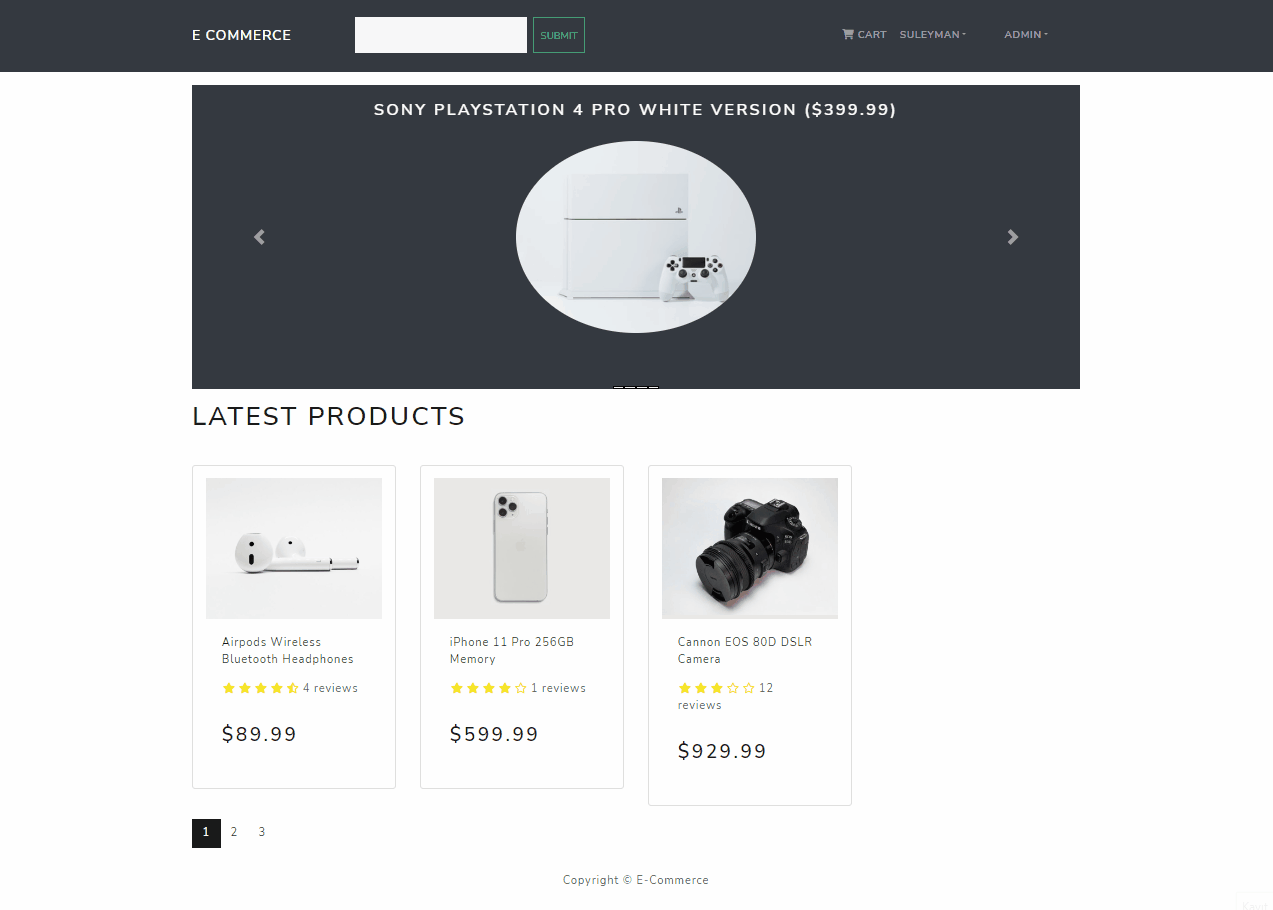 E COMMERCE
SUBMIT
CART
SULEYMAN
ADMIN
SONY PLAYSTATION 4 PRO WHITE VERSION ($399.99)
LATEST PRODUCTS
Airpods Wireless
Bluetooth Headphones
4 reviews
$89.99
iPhone 11 Pro 256GB
Memory
1 reviews
$599.99
Cannon EOS 80D DSLR
Camera
12
reviews
$929.99
1 2 3
Copyright © E-Commerce